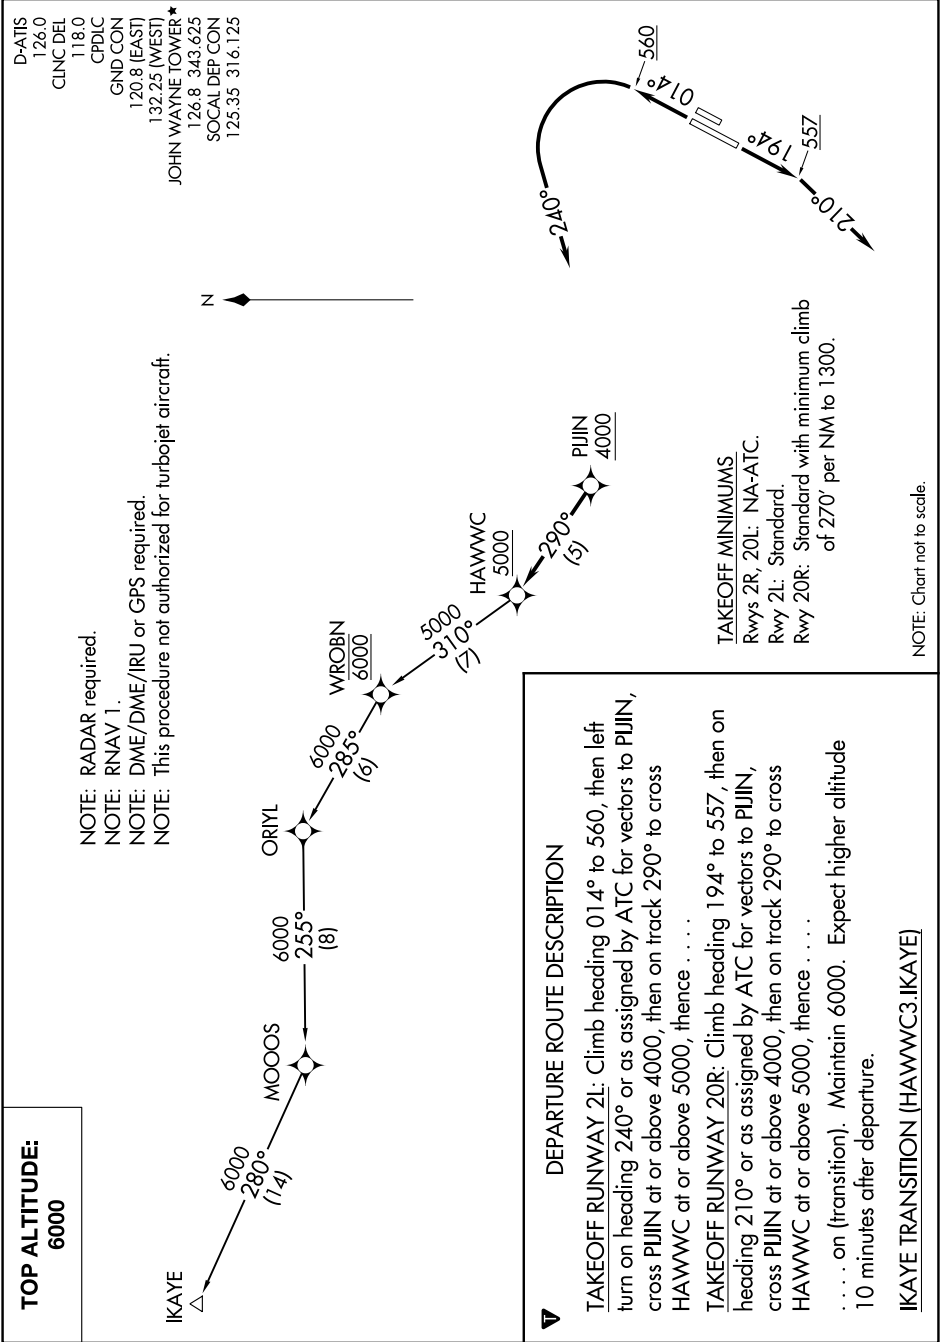 TOP ALTITUDE:
6000
D-ATIS
126.0
CLNC DEL
118.0
CPDLC
GND CON
120.8 (EAST)
132.25 (WEST)
JOHN WAYNE TOWER★
126.8 343.625
SOCAL DEP CON
125.35 316.125
NOTE: RADAR required.
NOTE: RNAV 1.
NOTE: DME/DME/IRU or GPS required.
NOTE: This procedure not authorized for turbojet aircraft.
N
IKAYE
6000
280°
(14)
MOOOS
6000
255°
(8)
ORIYL
6000
285°
(6)
WROBN
6000
5000
310°
(7)
HAWWC
5000
290°
(5)
PIJIN
4000
240°
560
014°
194°
557
210°
TAKEOFF MINIMUMS
Rwys 2R, 20L: NA-ATC.
Rwy 2L: Standard.
Rwy 20R: Standard with minimum climb
of 270' per NM to 1300.
NOTE: Chart not to scale.
T
DEPARTURE ROUTE DESCRIPTION
TAKEOFF RUNWAY 2L: Climb heading 014° to 560, then left
turn on heading 240° or as assigned by ATC for vectors to PIJIN,
cross PIJIN at or above 4000, then on track 290° to cross
HAWWC at or above 5000, thence . . . .
TAKEOFF RUNWAY 20R: Climb heading 194° to 557, then on
heading 210° or as assigned by ATC for vectors to PIJIN,
cross PIJIN at or above 4000, then on track 290° to cross
HAWWC at or above 5000, thence . . . .
. . . . on (transition). Maintain 6000. Expect higher altitude
10 minutes after departure.
IKAYE TRANSITION (HAWWC3.IKAYE)